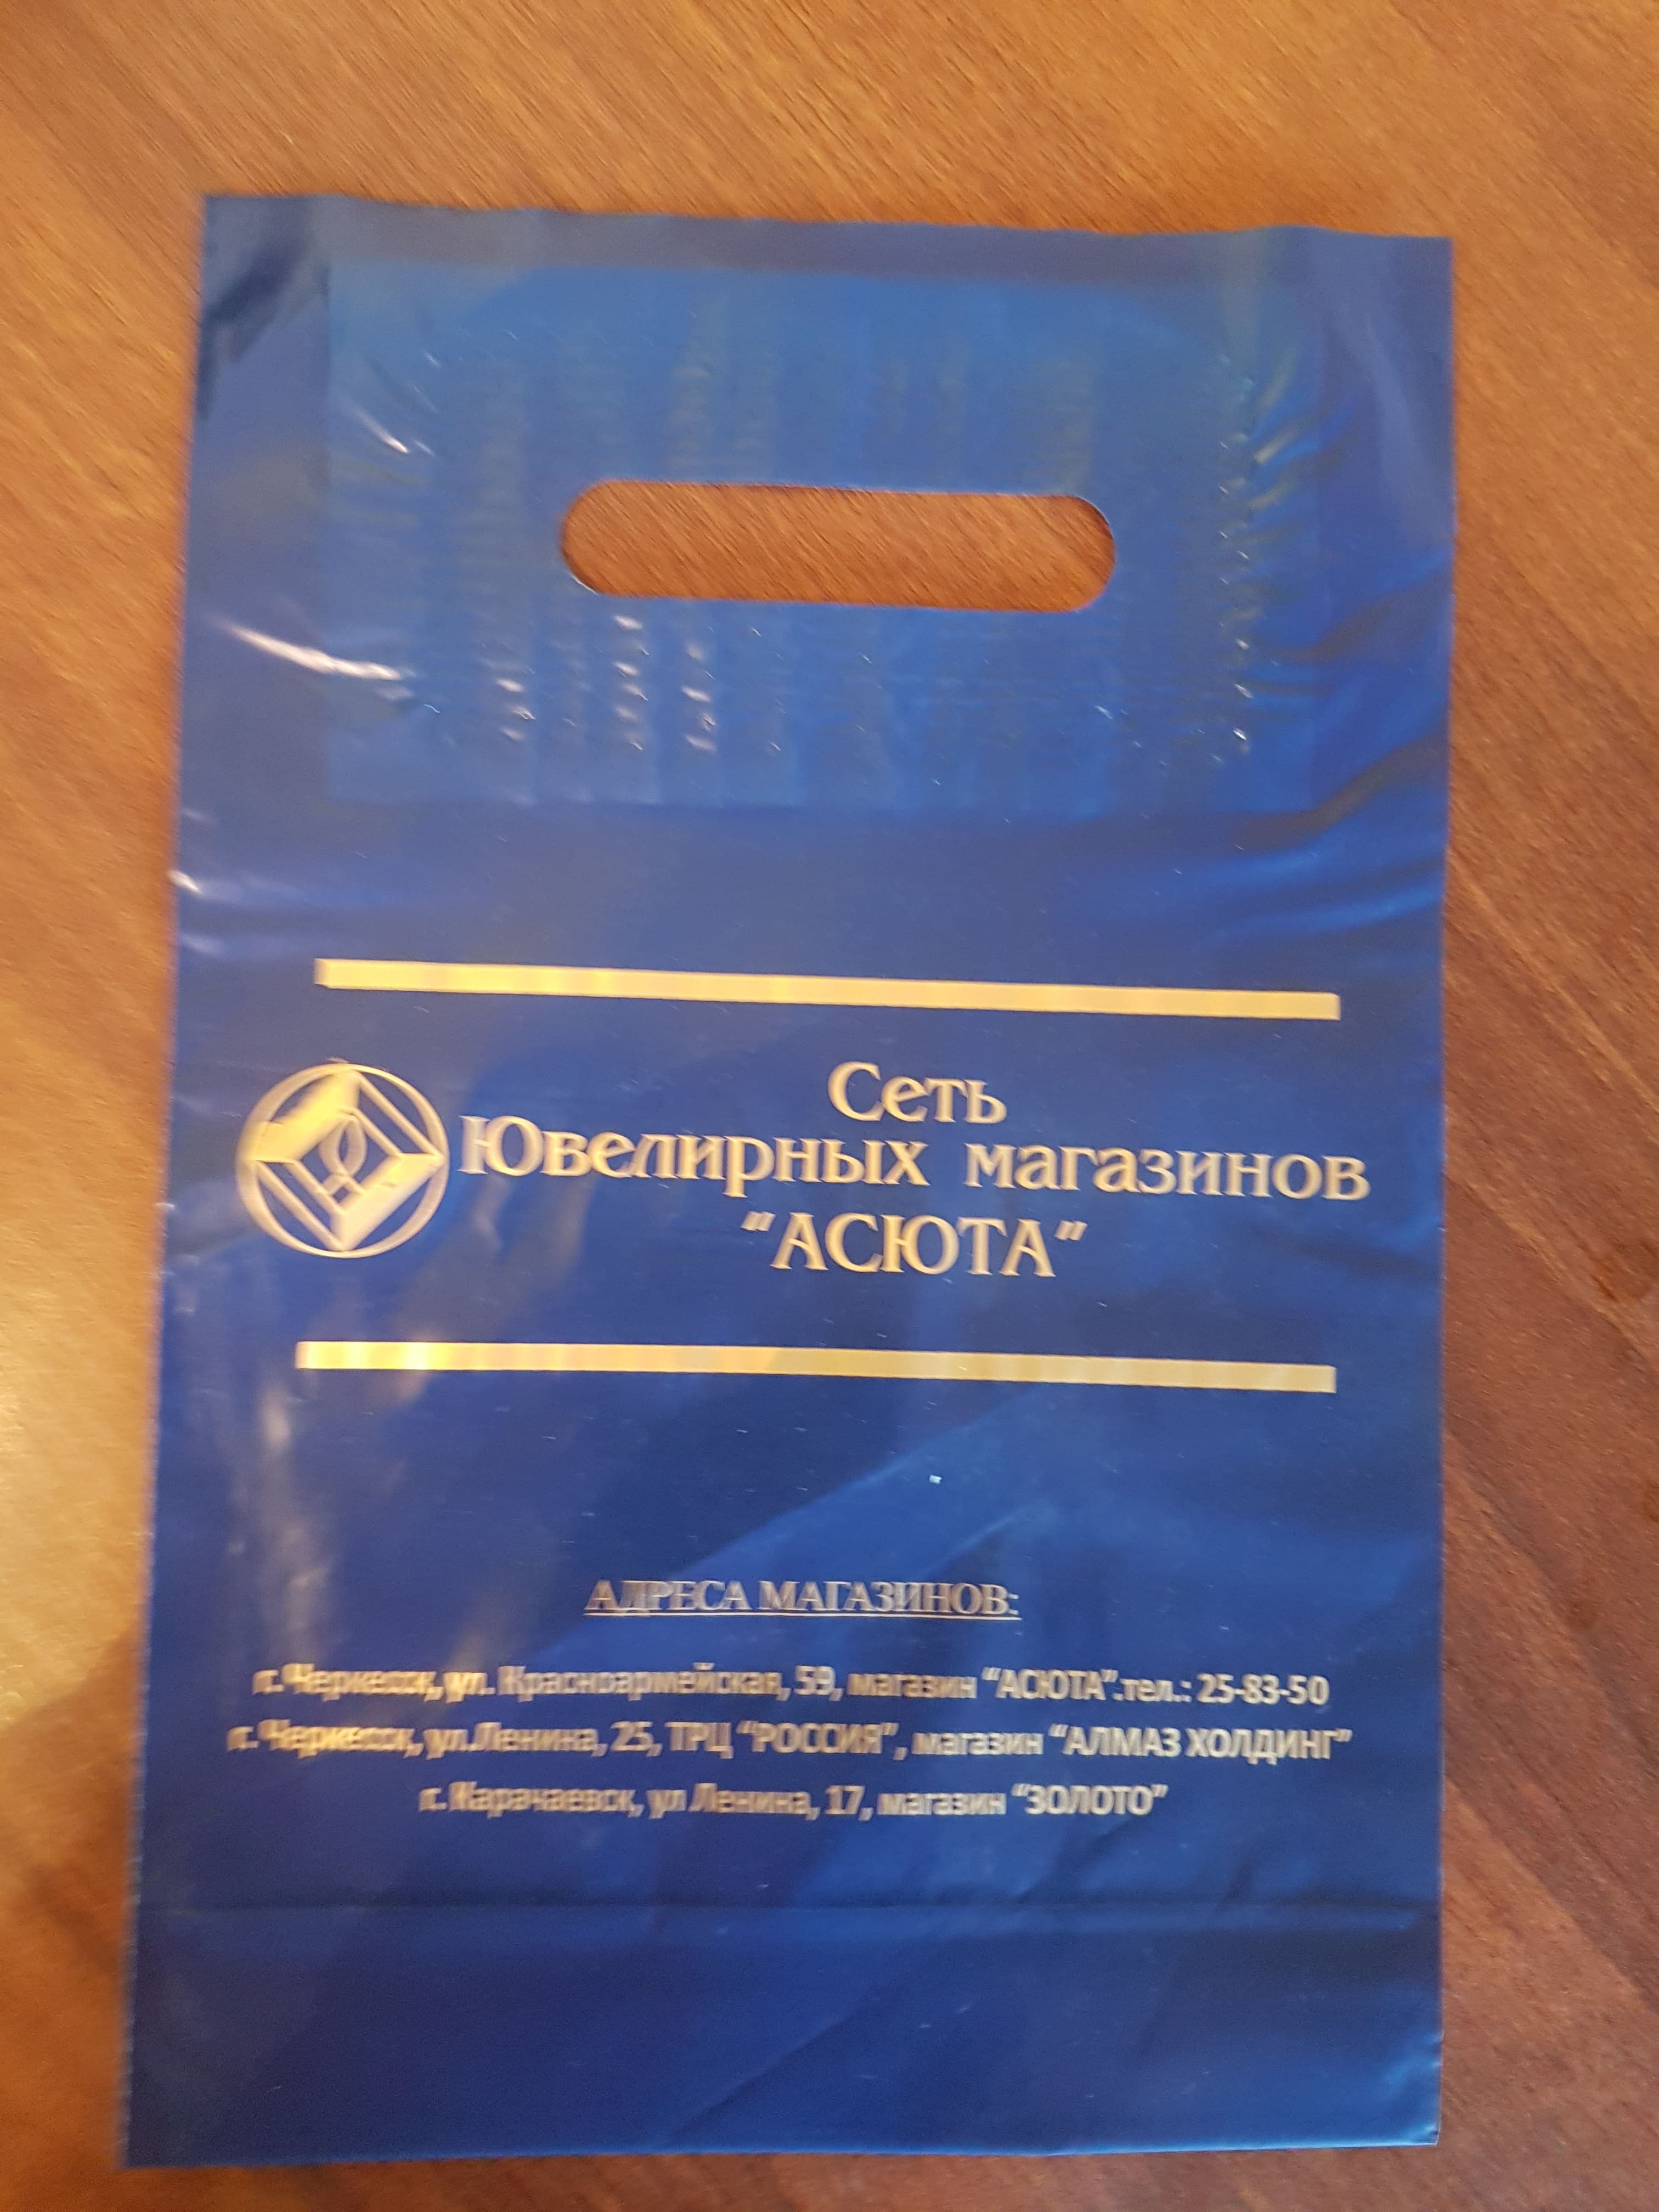 Сеть
Ювелирных магазинов
“АСЮТА”
АДРЕСА МАГАЗИНОВ:
г. Черкесск, ул. Красноармейская, 59, магазин “АСЮТА”.тел.: 25-83-50
г. Черкесск, ул.Ленина, 25, ТРЦ “РОССИЯ”, магазин “АЛМАЗ ХОЛДИНГ”
г. Карачаевск, ул Ленина, 17, магазин “ЗОЛОТО”